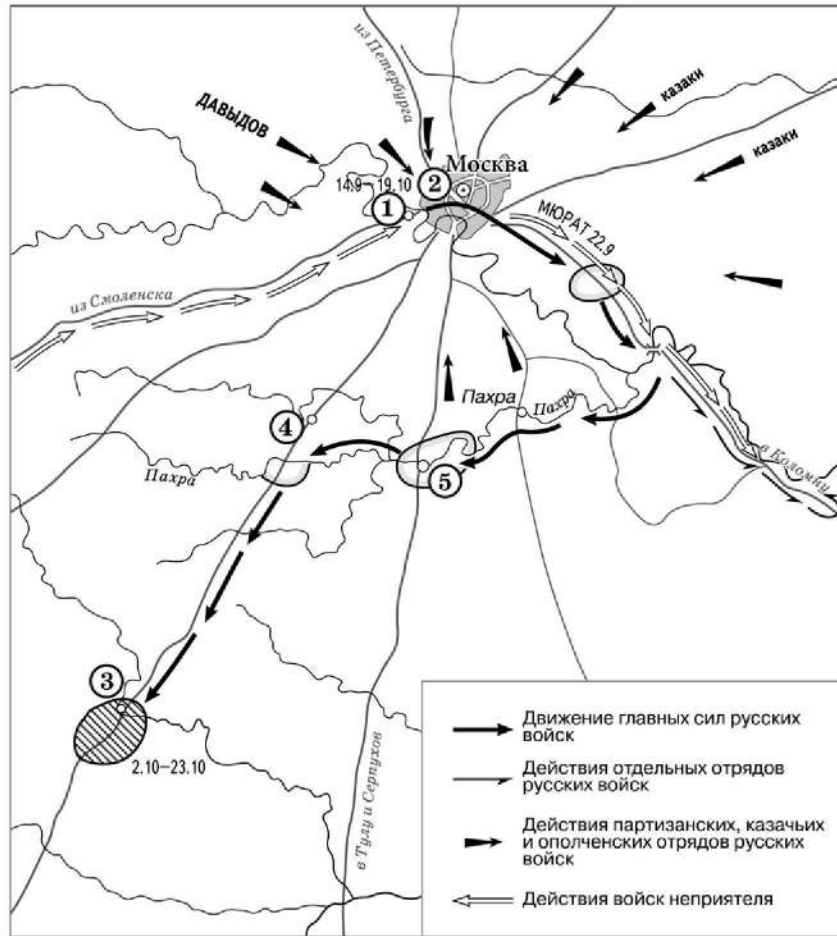 из Петербурга
ДАВЫДОВ
казаки
казаки
Москва
14.9–19.10
2
1
МЮРАТ 22.9
из Смоленска
4
Пахра
Пахра
Пахра
5
в Коломну
3
2.10–23.10
в Тулу и Серпухов
Движение главных сил русских
войск
Действия отдельных отрядов
русских войск
Действия партизанских, казачьих
и ополченских отрядов русских
войск
Действия войск неприятеля